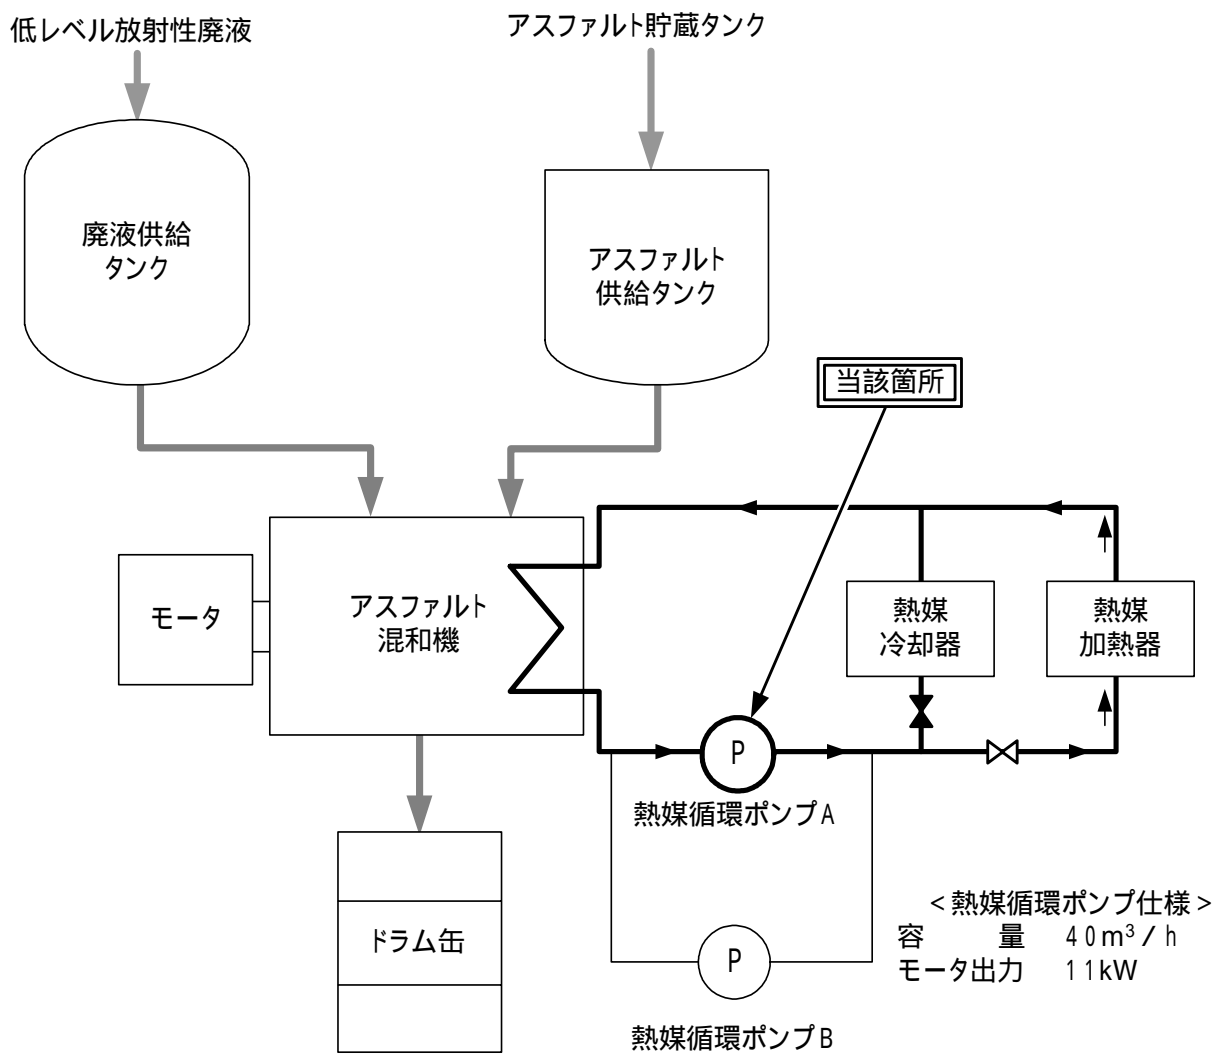 低レベル放射性廃液
アスファルト貯蔵タンク
廃液供給
タンク
アスファルト
供給タンク
当該箇所
モータ
アスファルト
混和機
熱媒
冷却器
熱媒
加熱器
P
熱媒循環ポンプA
ドラム缶
P
熱媒循環ポンプB
<熱媒循環ポンプ仕様>
容　　量　40m³/h
モータ出力　11kW